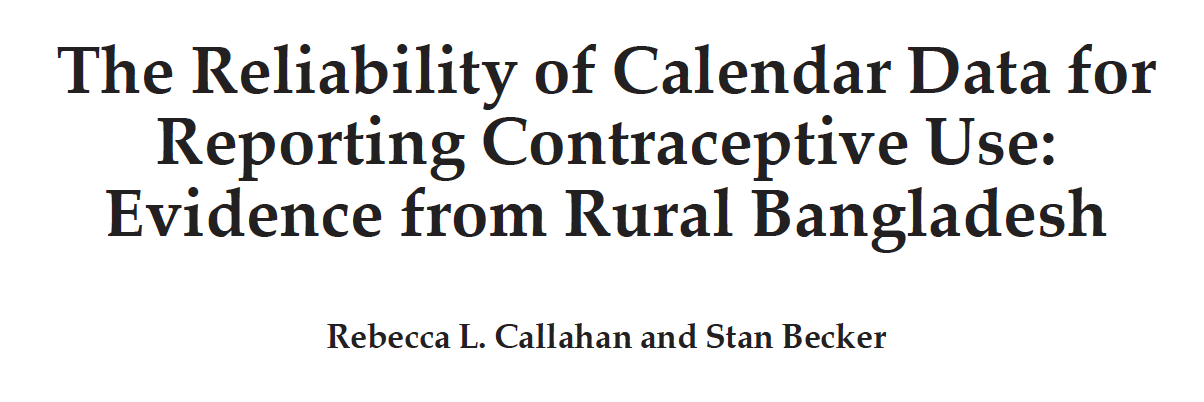 The Reliability of Calendar Data for
Reporting Contraceptive Use:
Evidence from Rural Bangladesh
Rebecca L. Callahan and Stan Becker